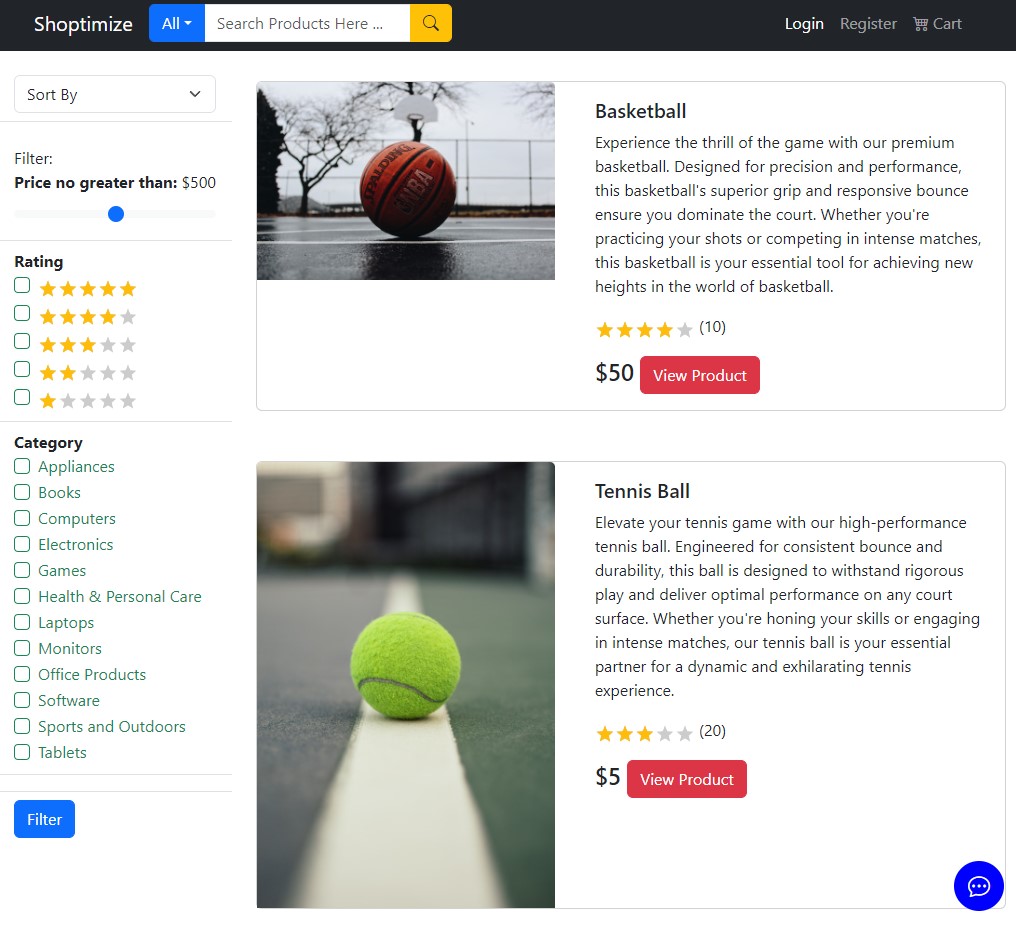 Shoptimize All Search Products Here ... Login Register Cart
Sort By
Filter:
Price no greater than: $500
Rating
Category
Appliances
Books
Computers
Electronics
Games
Health & Personal Care
Laptops
Monitors
Office Products
Software
Sports and Outdoors
Tablets
Filter
SPALDING
NBA
Basketball
Experience the thrill of the game with our premium
basketball. Designed for precision and performance,
this basketball's superior grip and responsive bounce
ensure you dominate the court. Whether you're
practicing your shots or competing in intense matches,
this basketball is your essential tool for achieving new
heights in the world of basketball.
(10)
$50 View Product
Tennis Ball
Elevate your tennis game with our high-performance
tennis ball. Engineered for consistent bounce and
durability, this ball is designed to withstand rigorous
play and deliver optimal performance on any court
surface. Whether you're honing your skills or engaging
in intense matches, our tennis ball is your essential
partner for a dynamic and exhilarating tennis
experience.
(20)
$5 View Product